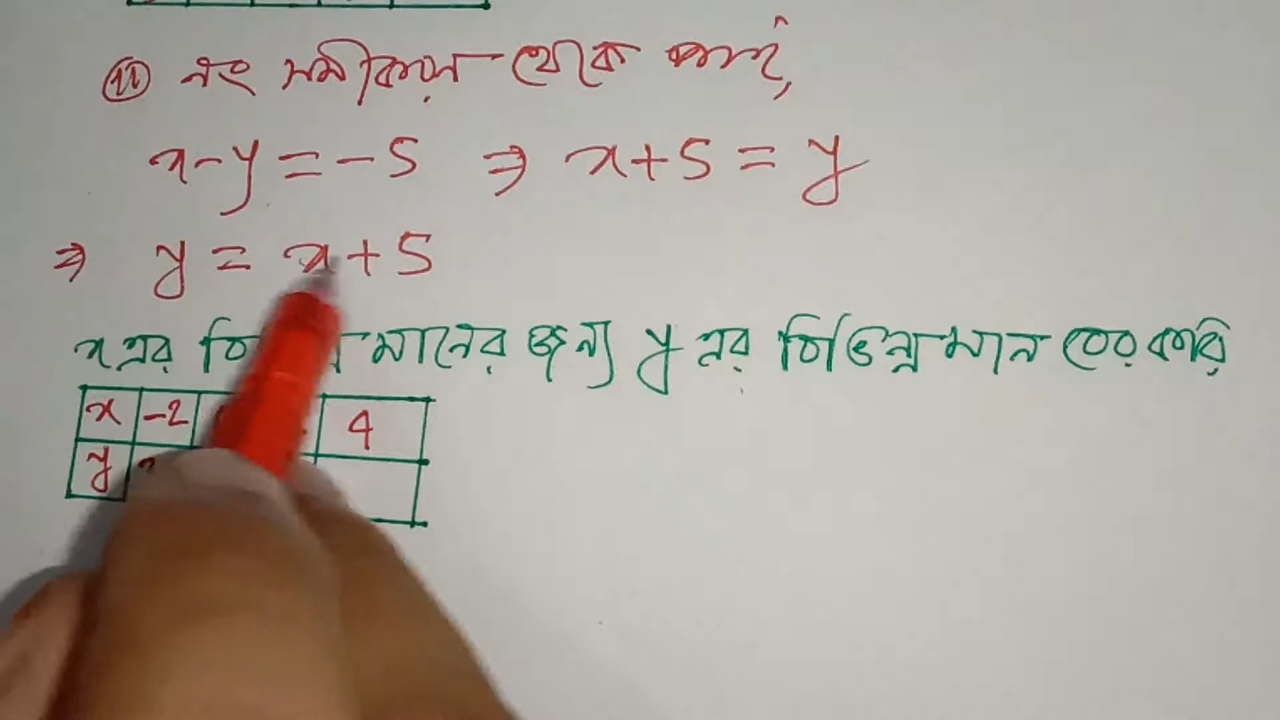 (ii) নং সমীকরণ থেকে পাই,
x-y=-5 ⇒ x+5=y
⇒ y=x+5
x এর মানের জন্য y এর বিভিন্ন মান বের করি
x -2 4
y